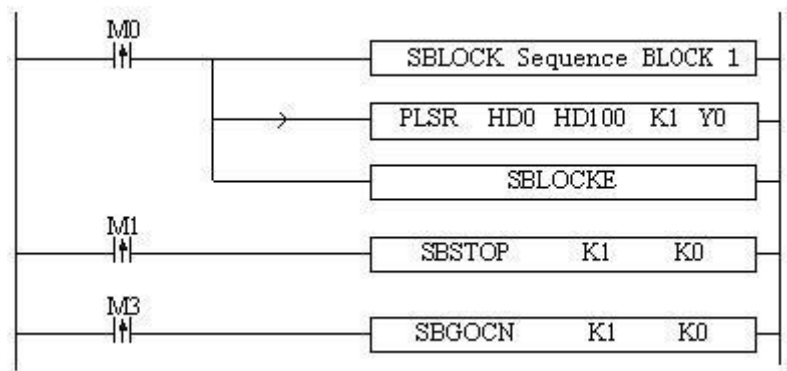 M0
SBLOCK Sequence BLOCK 1
PLSR HD0 HD100 K1 Y0
SBLOCKE
M1
SBSTOP K1 K0
M3
SBGOCN K1 K0